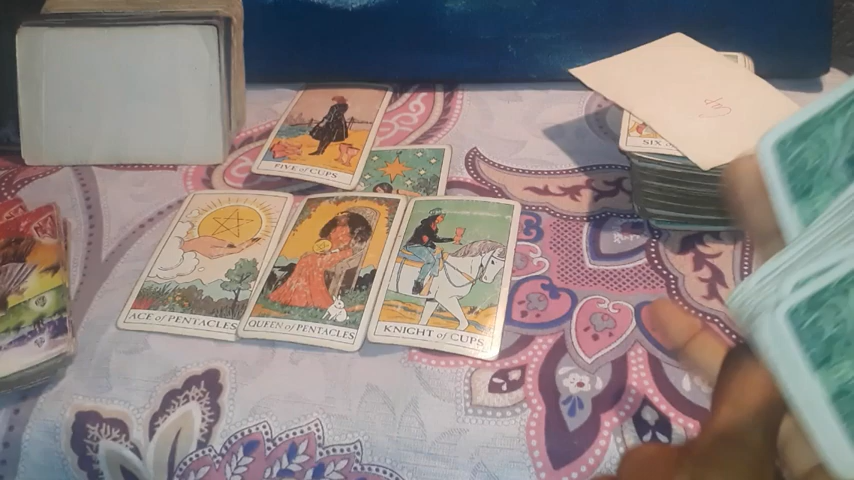 FIVE of CUPS
SIX
ACE of PENTACLES
QUEEN of PENTACLES
KNIGHT of CUPS